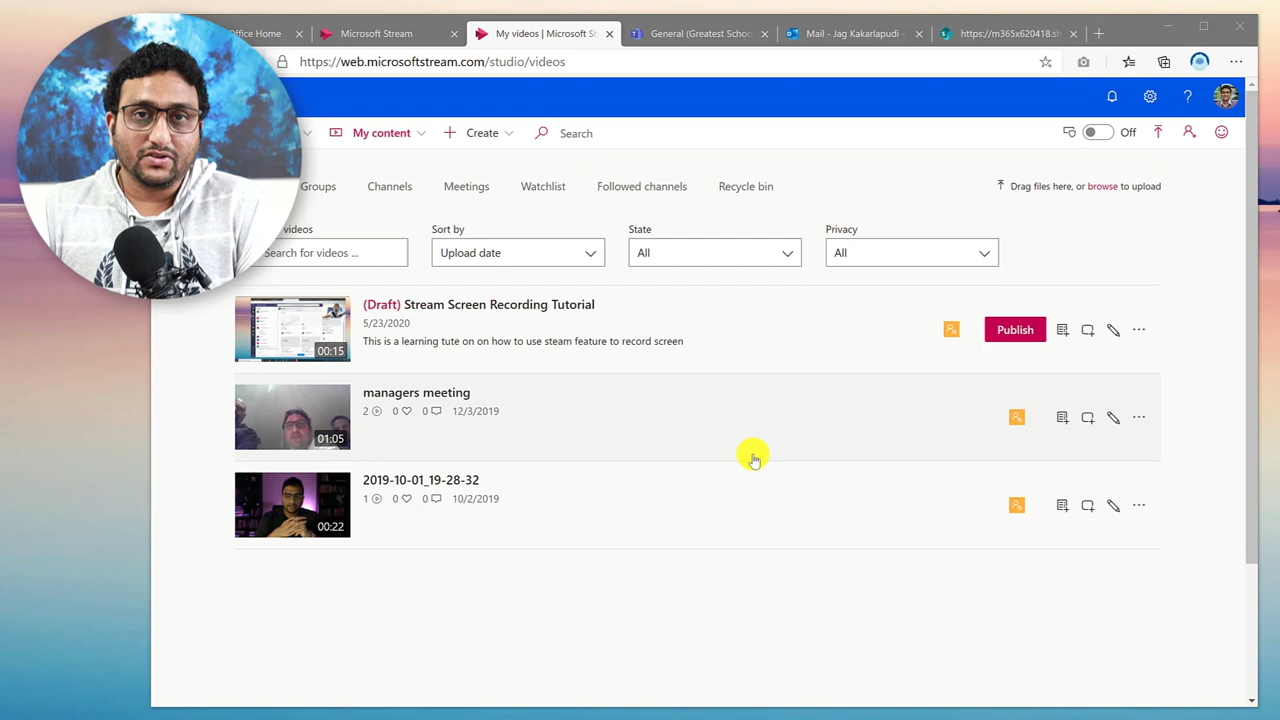 Office Home
Microsoft Stream
My videos | Microsoft St
General (Greatest Schoo
Mail - Jag Kakarlapudi -
https://m365x620418.sh
https://web.microsoftstream.com/studio/videos
My content
Create
Search
Off
Groups
Channels
Meetings
Watchlist
Followed channels
Recycle bin
Drag files here, or browse to upload
videos
Sort by
State
Privacy
Search for videos ...
Upload date
All
All
(Draft) Stream Screen Recording Tutorial
5/23/2020
This is a learning tute on on how to use steam feature to record screen
00:15
Publish
managers meeting
2 0 0 12/3/2019
01:05
2019-10-01_19-28-32
1 0 0 10/2/2019
00:22